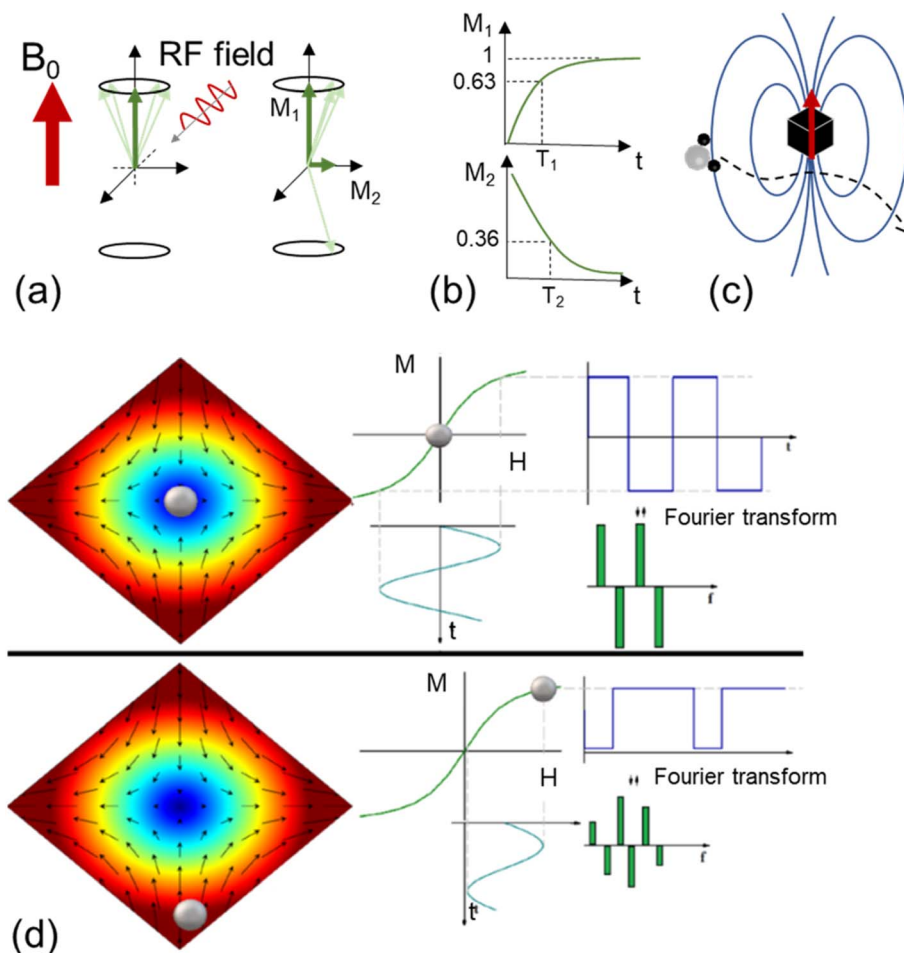 B0
RF field
M1
M2
(a)
M1
1
0.63
T1
t
M2
0.36
T2
t
(b)
(c)
M
H
t
t
Fourier transform
f
M
H
t
Fourier transform
f
(d)